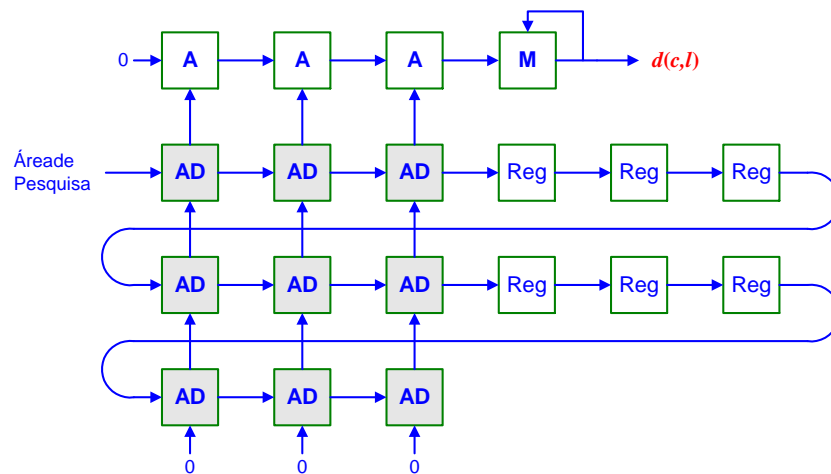 0 A A A M d(c,l)
Áreade
Pesquisa
AD AD AD Reg Reg Reg
AD AD AD Reg Reg Reg
AD AD AD
0 0 0